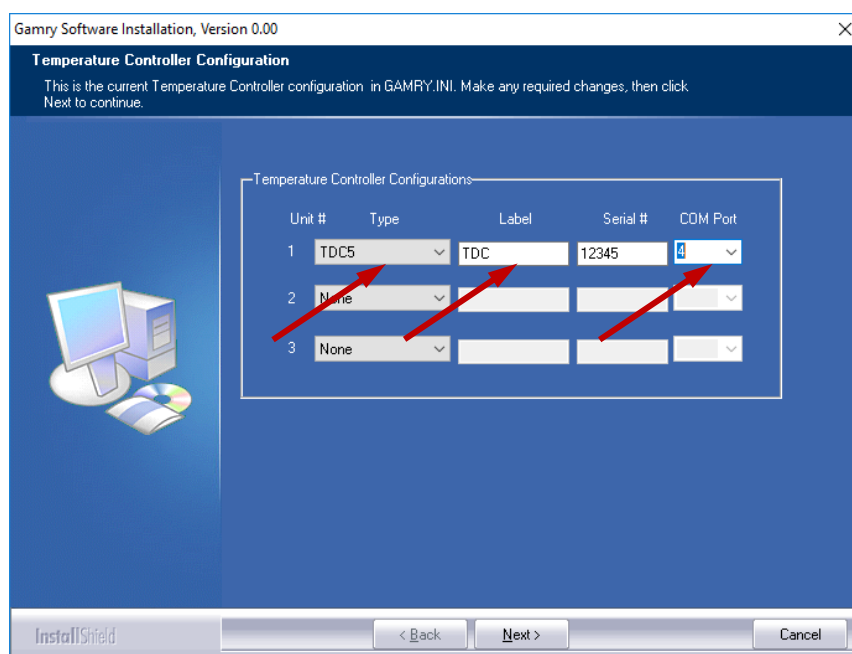 Gamry Software Installation, Version 0.00
Temperature Controller Configuration
This is the current Temperature Controller configuration in GAMRY.INI. Make any required changes, then click
Next to continue.
Temperature Controller Configurations
Unit # Type Label Serial # COM Port
1 TDC5 TDC 12345 4
2 None
3 None
InstallShield
< Back Next > Cancel